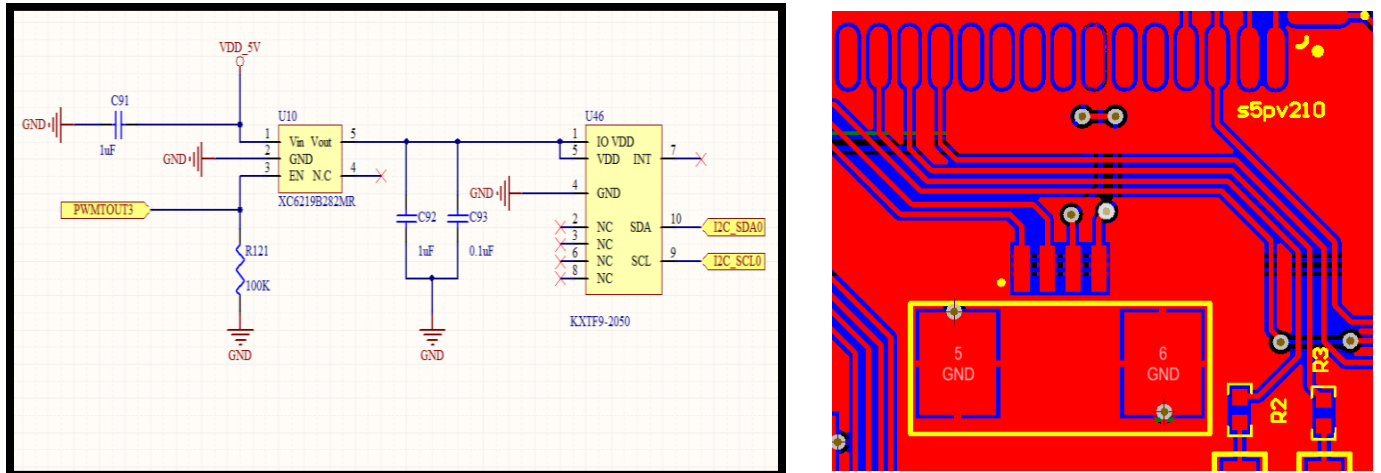 VDD_5V
C91
GND
1uF
U10
1 Vin Vout 5
2 GND
3 EN N.C 4
GND
XC6219B282MR
PWMTOUT3
R121
100K
GND
C92
1uF
C93
0.1uF
GND
U46
1 IO VDD
5 VDD INT 7
4 GND
GND
2 NC SDA 10 I2C_SDA0
3 NC
6 NC SCL 9 I2C_SCL0
8 NC
KXTF9-2050
s5pv210
5
GND
6
GND
R2
R3